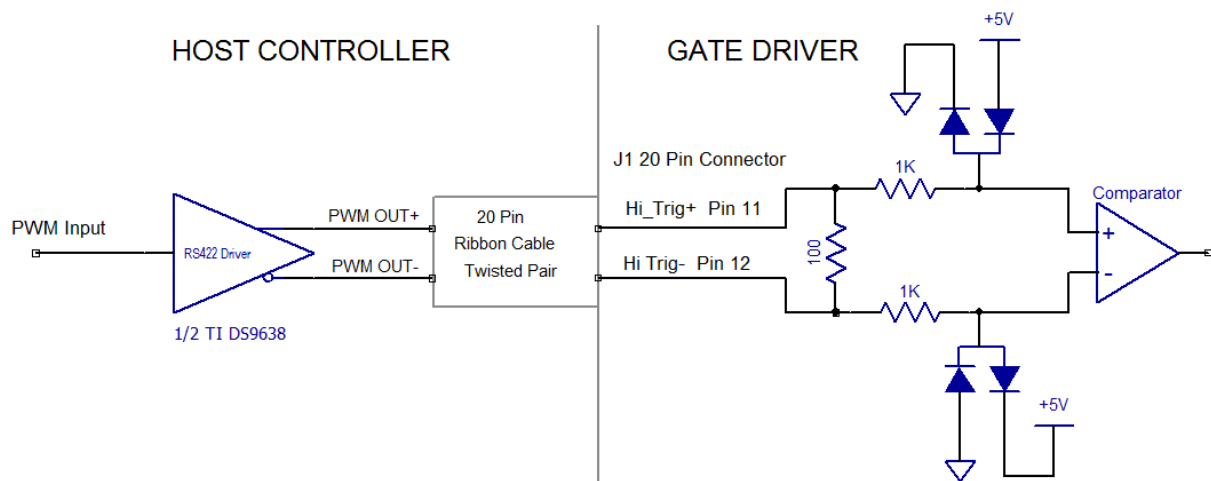 HOST CONTROLLER
GATE DRIVER
+5V
J1 20 Pin Connector
1K
Comparator
PWM Input
RS422 Driver
PWM OUT+
PWM OUT-
20 Pin
Ribbon Cable
Twisted Pair
Hi_Trig+ Pin 11
Hi Trig- Pin 12
100
+
-
1K
1/2 TI DS9638
+5V